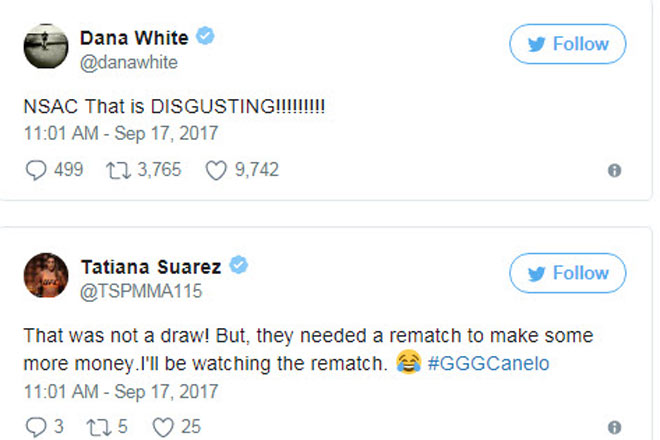 Dana White
Follow
@danawhite
NSAC That is DISGUSTING!!!!!!!!!
11:01 AM - Sep 17, 2017
499 3,765 9,742
Tatiana Suarez
Follow
@TSPMMA115
That was not a draw! But, they needed a rematch to make some
more money.I'll be watching the rematch. 😂 #GGGCanelo
11:01 AM - Sep 17, 2017
3 5 25